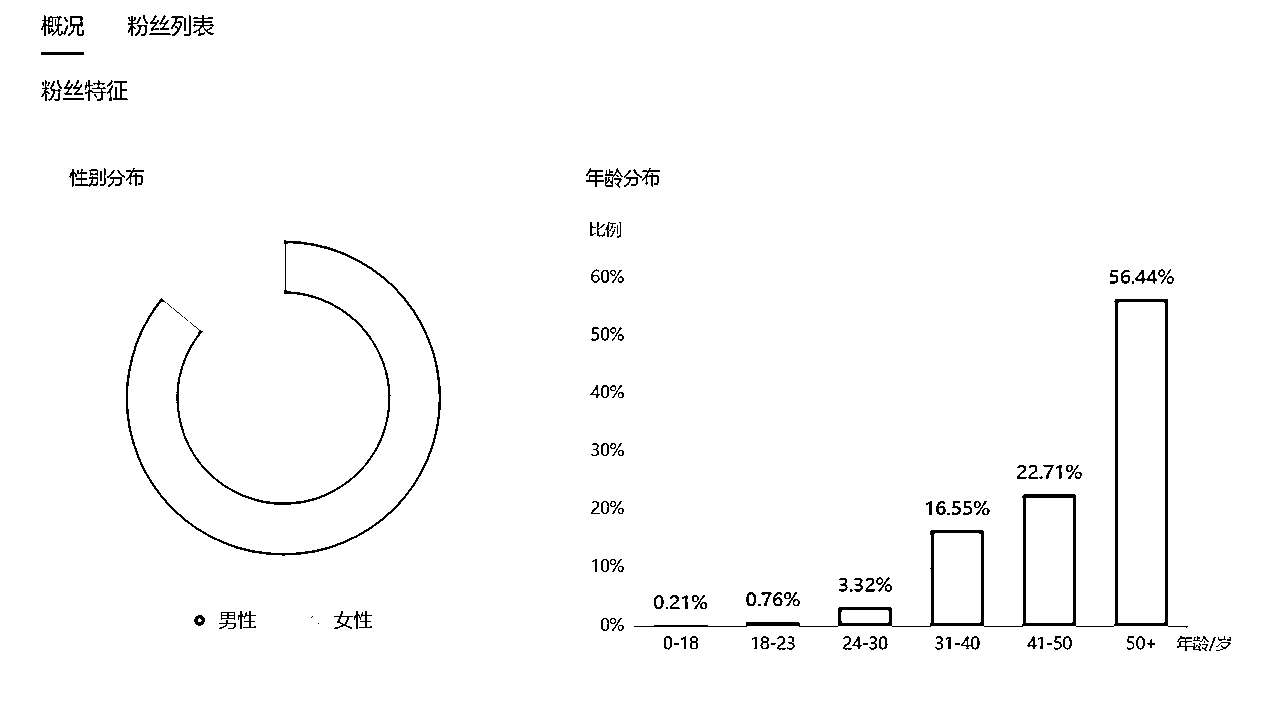 概况 粉丝列表
粉丝特征
性别分布
年龄分布
比例
60%
50%
40%
30%
20%
10%
0%
0.21%
0.76%
3.32%
16.55%
22.71%
56.44%
0-18
18-23
24-30
31-40
41-50
50+
年龄/岁
男性
女性